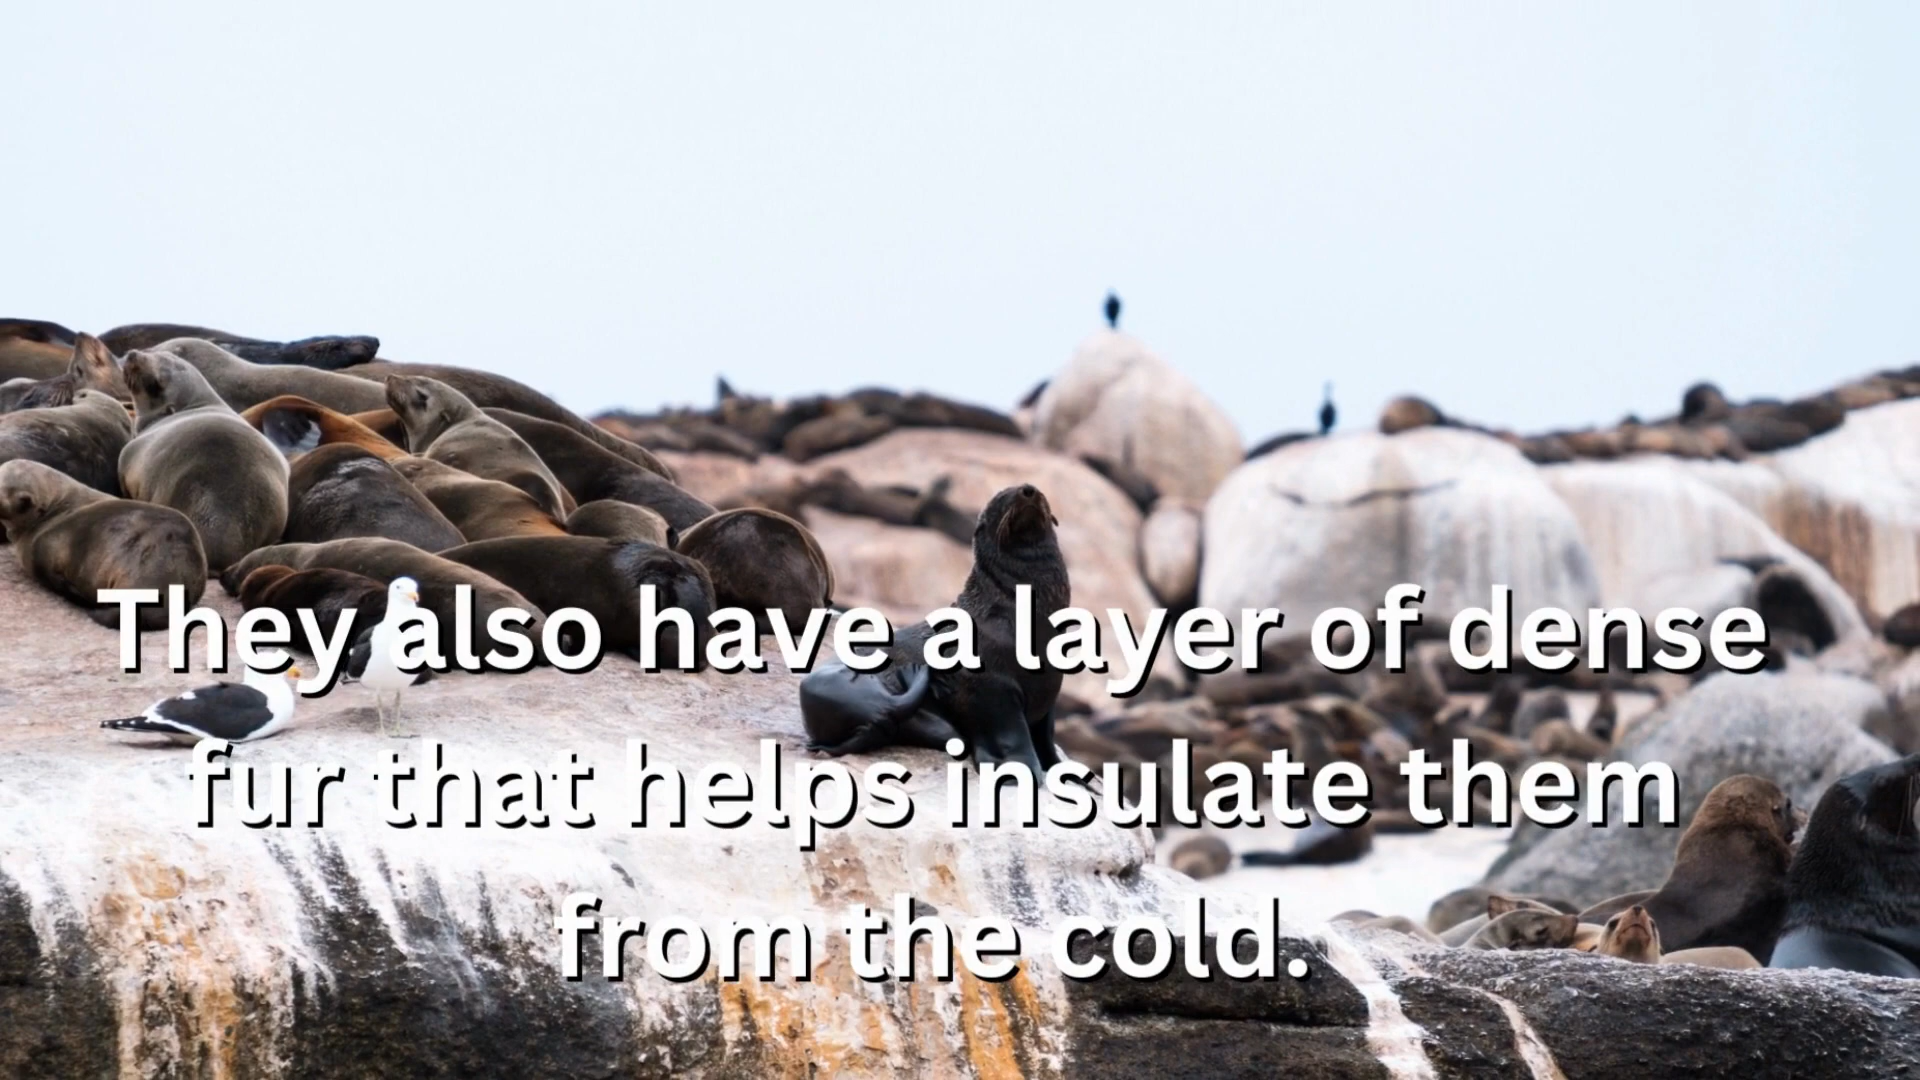 They also have a layer of dense
fur that helps insulate them
from the cold.